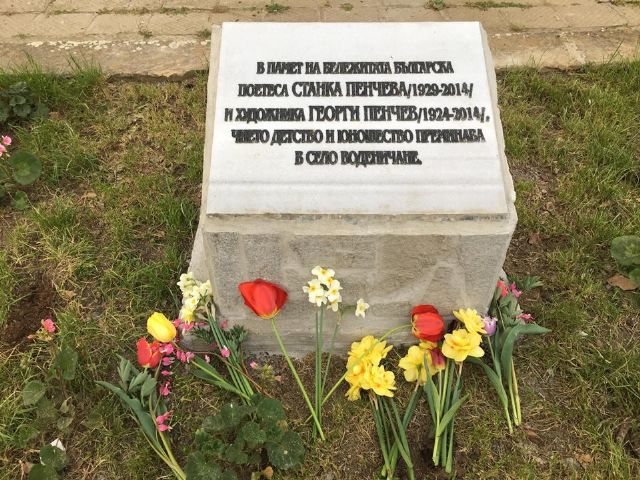 В ПАМЕТ НА БЕЛЕЖИТАТА БЪЛГАРСКА
ПОЕТЕСА СТАНКА ПЕНЧЕВА/1929-2014/
И ХУДОЖНИКА ГЕОРГИ ПЕНЧЕВ/1924-2014/,
ЧИЕТО ДЕТСТВО И ЮНОШЕСТВО ПРЕМИНАВА
В СЕЛО ВОДЕНИЧАНЕ.